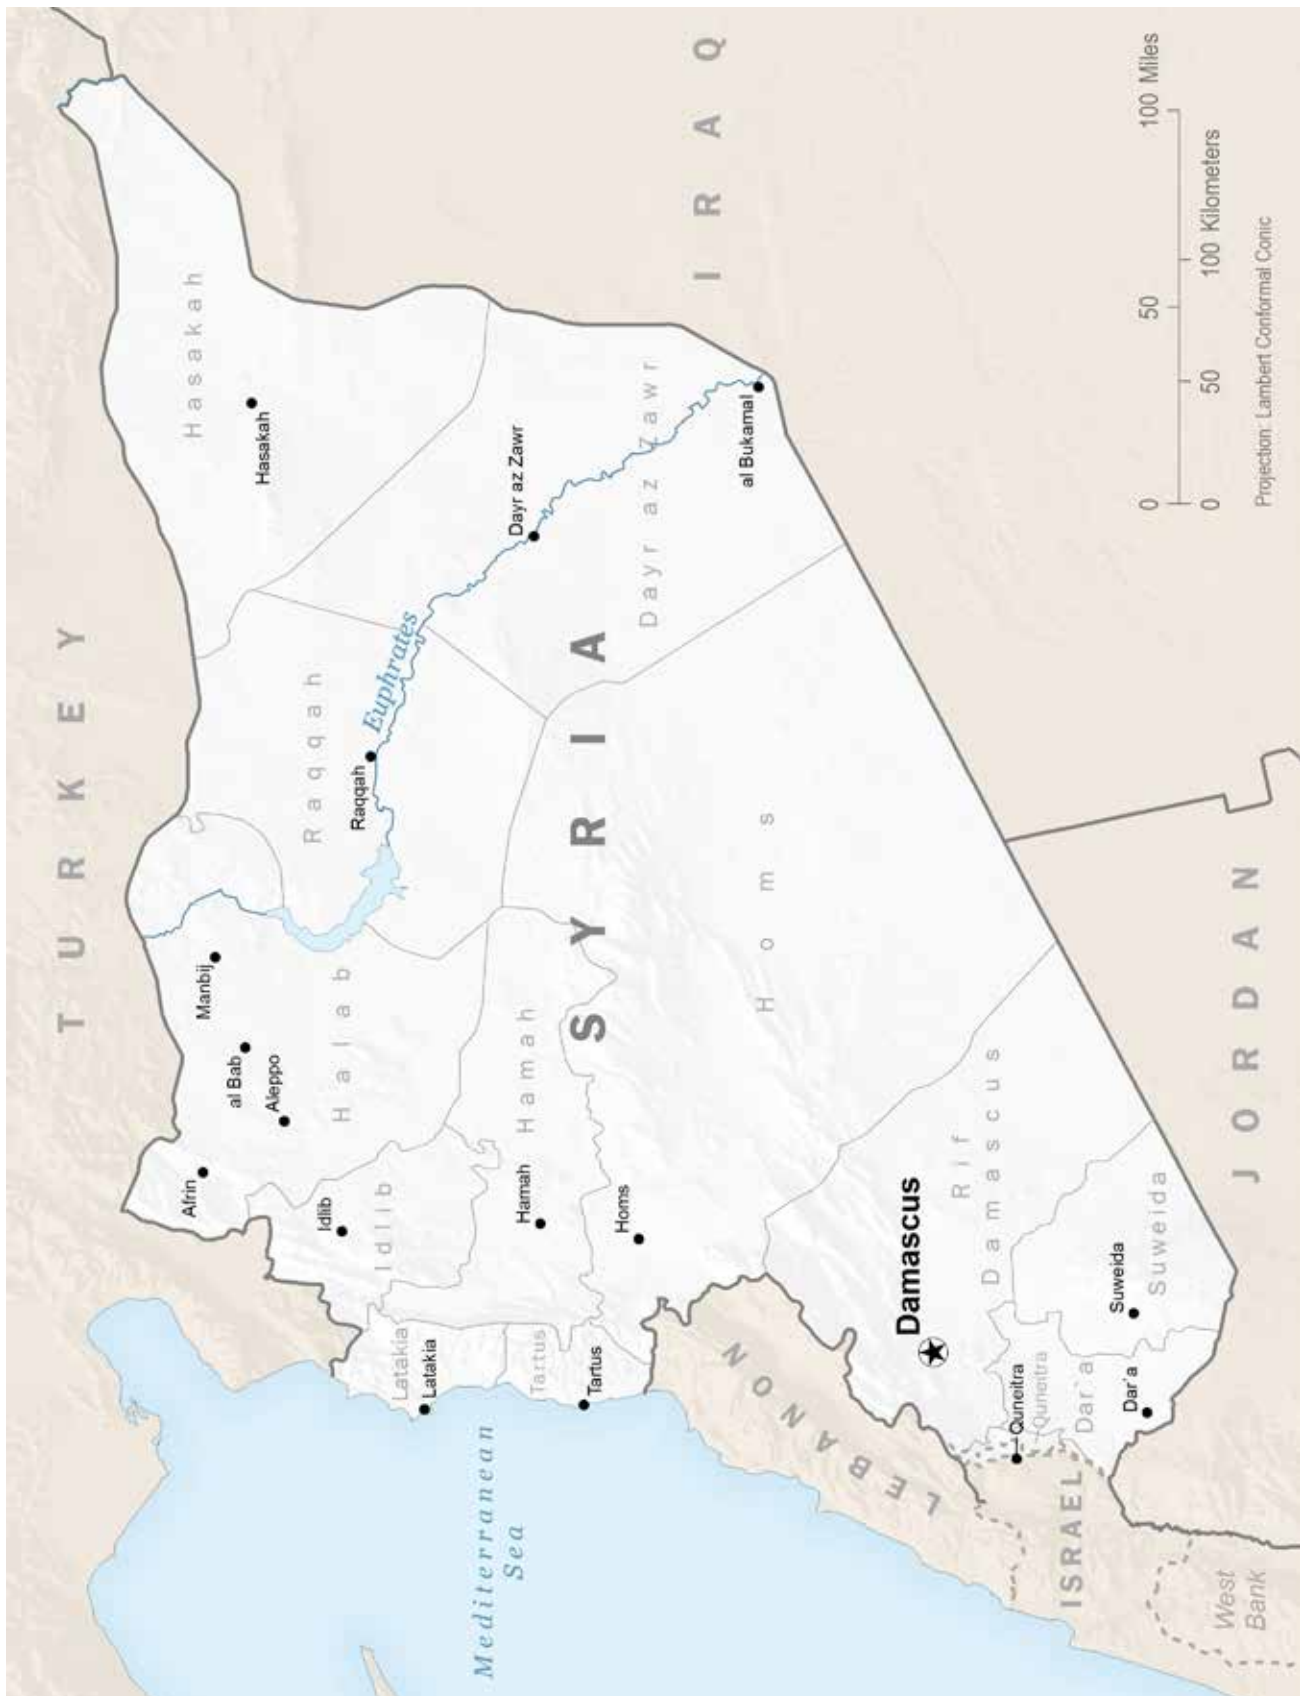 TURKEY
Manbij
al Bab
Aleppo
Afrin
Halab
Idlib
Idlib
Raqqah
Raqqah
Euphrates
Hasakah
Hasakah
Latakia
Latakia
Hamah
Hamah
Tartus
Tartus
SYRIA
Dayr az Zawr
Dayr az Zawr
al Bukamal
Homs
Homs
IRAQ
Mediterranean
Sea
LEBANON
Damascus
Rif
Damascus
Quneitra
Quneitra
Dar`a
Dar`a
Suweida
Suweida
ISRAEL
West
Bank
JORDAN
0 50 100 Miles
0 50 100 Kilometers
Projection: Lambert Conformal Conic